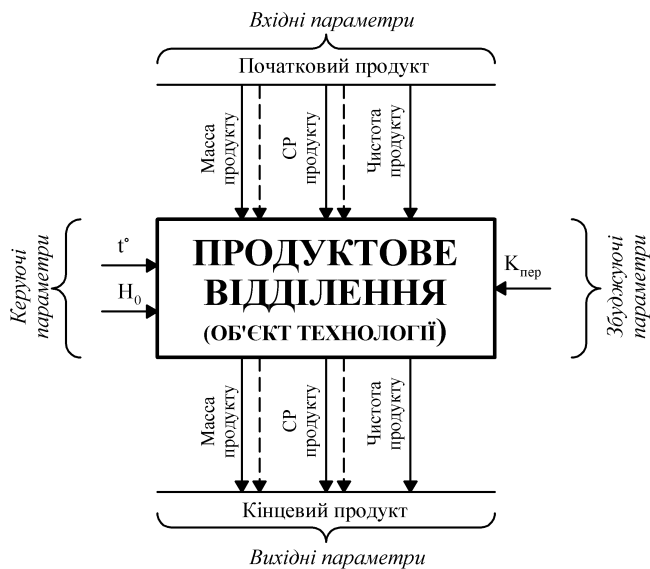 Вхідні параметри
Початковий продукт
Масса
продукту
СР
продукту
Чистота
продукту
Керуючі
параметри
t°
H₀
ПРОДУКТОВЕ
ВІДДІЛЕННЯ
(ОБ'ЄКТ ТЕХНОЛОГІЇ)
Kпер
Збуджуючі
параметри
Масса
продукту
СР
продукту
Чистота
продукту
Кінцевий продукт
Вихідні параметри